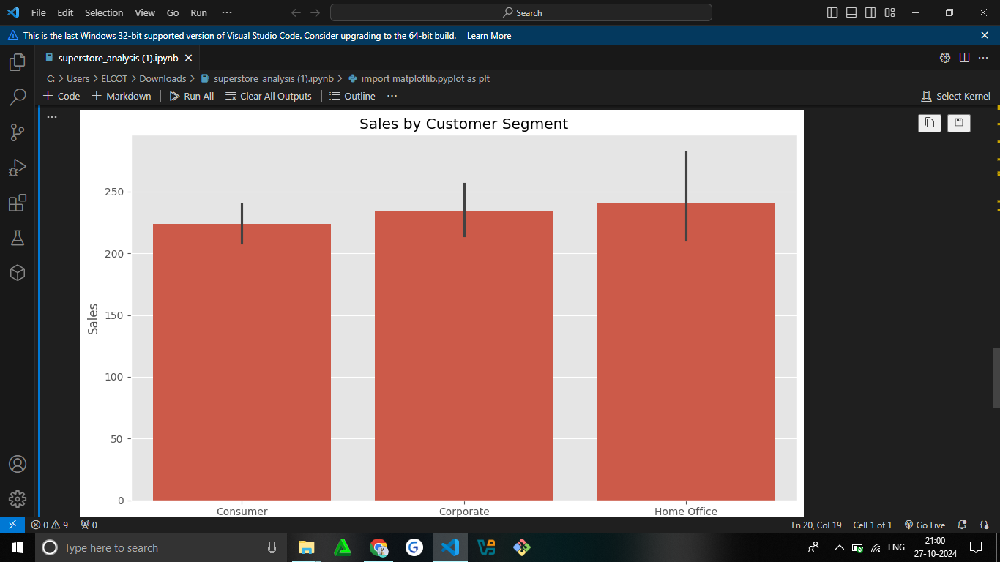 File Edit Selection View Go Run ··· Search
This is the last Windows 32-bit supported version of Visual Studio Code. Consider upgrading to the 64-bit build. Learn More
superstore_analysis (1).ipynb
C: > Users > ELCOT > Downloads > superstore_analysis (1).ipynb > import matplotlib.pyplot as plt
+ Code + Markdown Run All Clear All Outputs Outline ··· Select Kernel
Sales by Customer Segment
250
200
150
100
50
0
Sales
Consumer Corporate Home Office
0 9 0 Ln 20, Col 19 Cell 1 of 1 Go Live
Type here to search ENG 21:00
27-10-2024